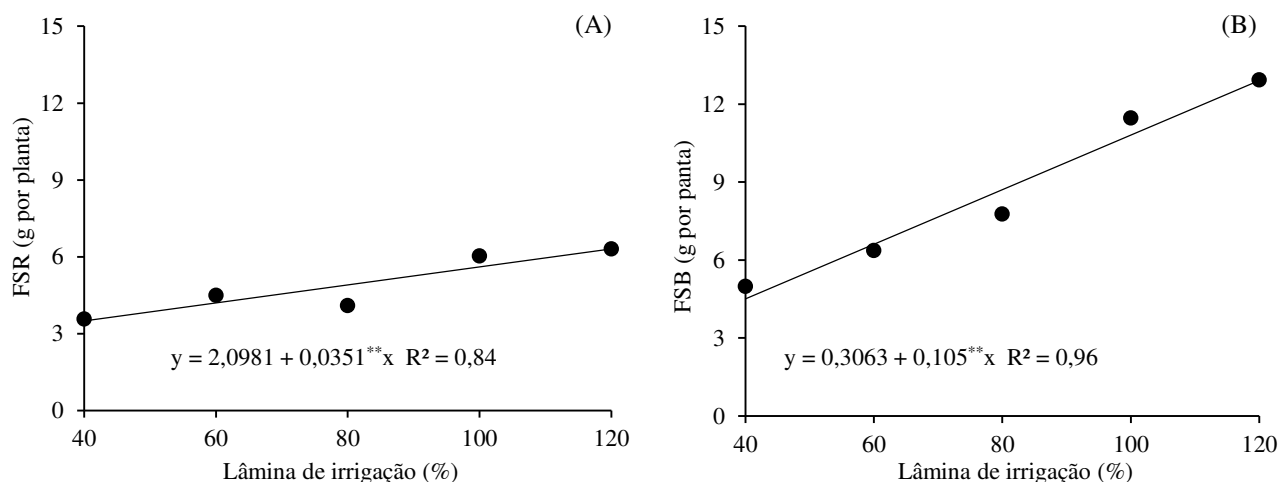 (A)
15
12
9
6
3
0
FSR (g por planta)
y = 2,0981 + 0,0351**x R² = 0,84
40 60 80 100 120
Lâmina de irrigação (%)
(B)
15
12
9
6
3
0
FSB (g por panta)
y = 0,3063 + 0,105**x R² = 0,96
40 60 80 100 120
Lâmina de irrigação (%)